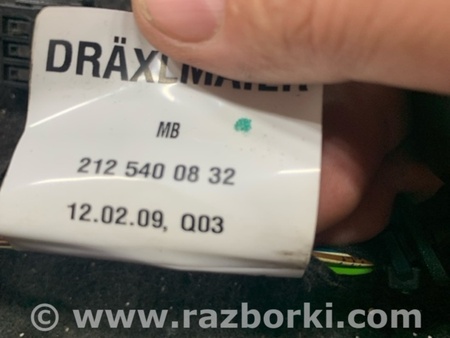 DRÄXLMAIER
MB
212 540 08 32
12.02.09, Q03
© www.razborki.com